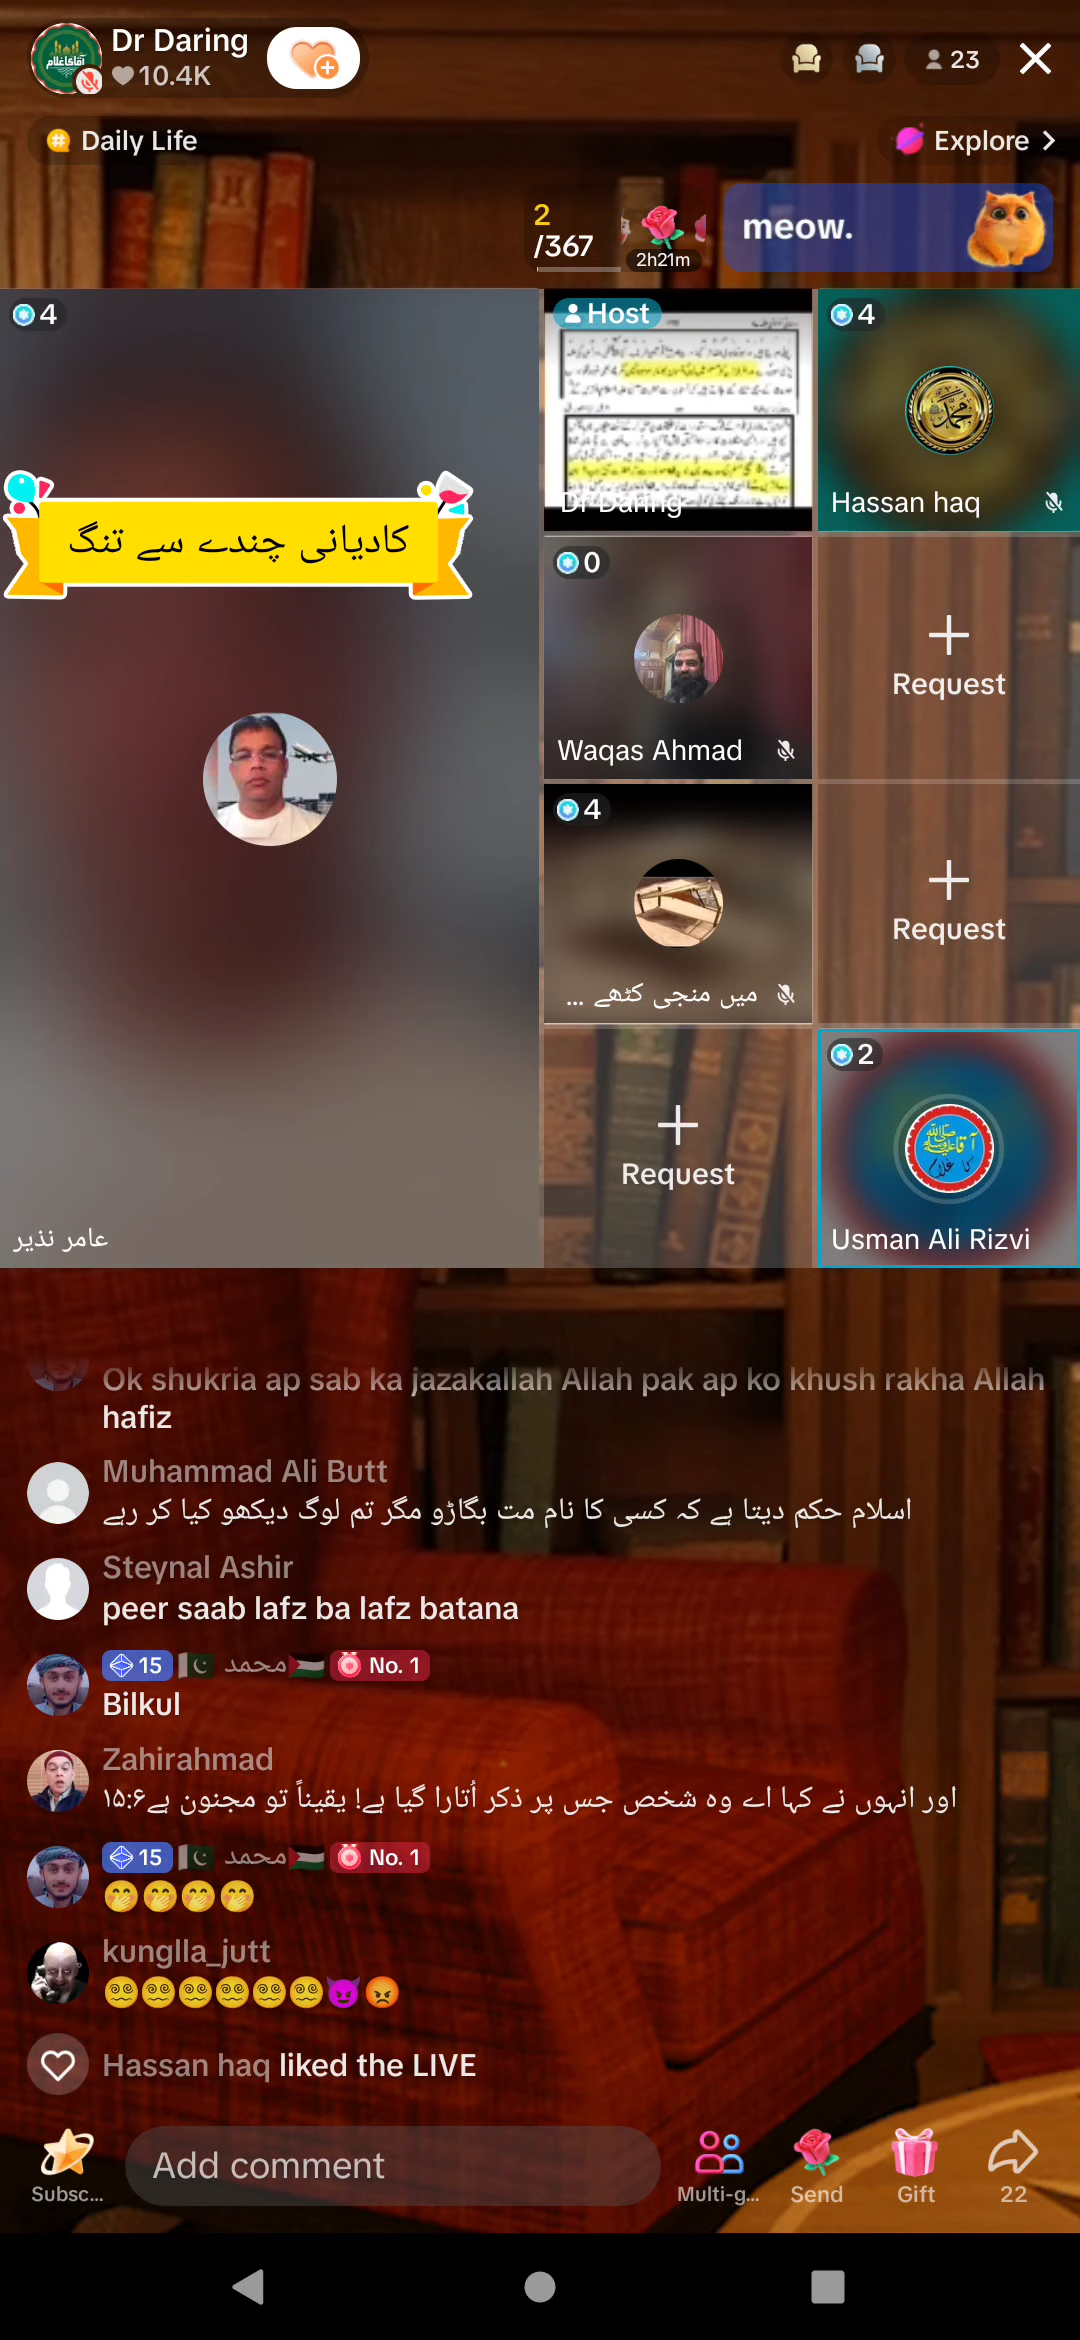 Dr Daring
10.4K
23
Daily Life
Explore
2
/367
2h21m
meow.
4
Host
Dr Daring
4
Hassan haq
کادیانی چندے سے تنگ
0
Waqas Ahmad
Request
4
میں منجی کٹھے ...
Request
Request
2
Usman Ali Rizvi
عامر نذیر
Ok shukria ap sab ka jazakallah Allah pak ap ko khush rakha Allah
hafiz
Muhammad Ali Butt
اسلام حکم دیتا ہے کہ کسی کا نام مت بگاڑو مگر تم لوگ دیکھو کیا کر رہے
Steynal Ashir
peer saab lafz ba lafz batana
15 محمد No. 1
Bilkul
Zahirahmad
اور انہوں نے کہا اے وہ شخص جس پر ذکر اُتارا گیا ہے! یقیناً تو مجنون ہے۱۵:۶
15 محمد No. 1
kunglla_jutt
Hassan haq liked the LIVE
Subsc...
Add comment
Multi-g...
Send
Gift
22